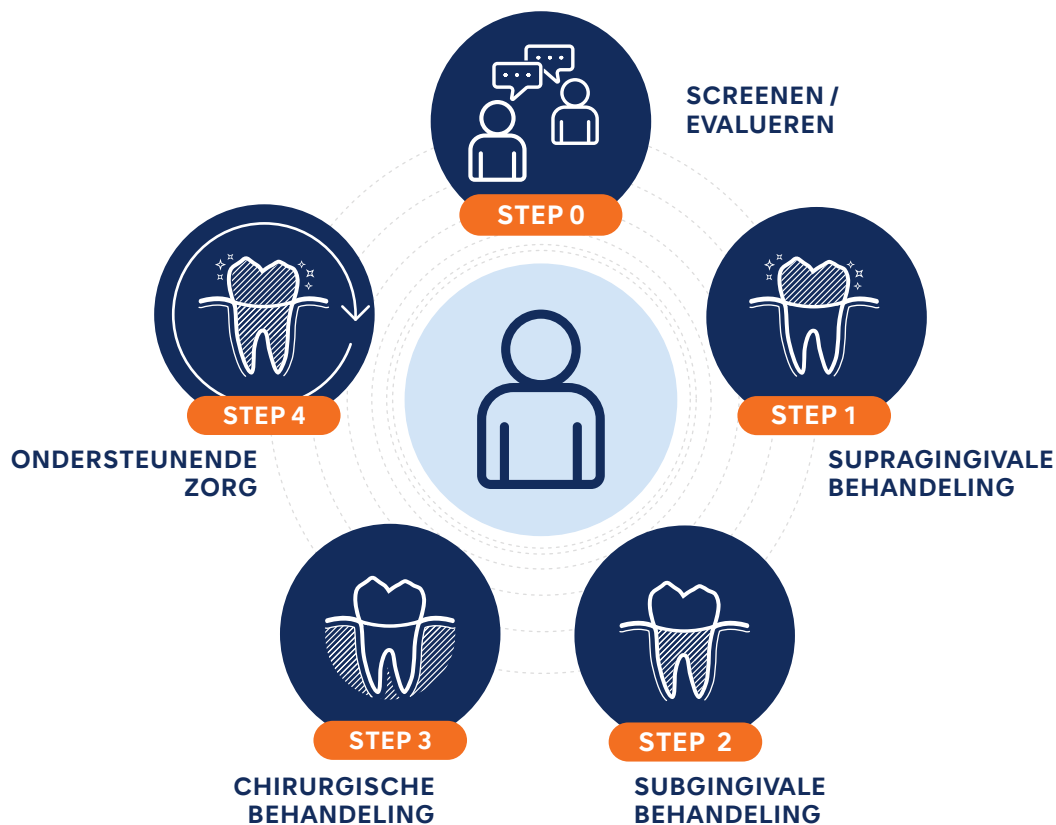 SCREENEN /
EVALUEREN
STEP 0
STEP 1
SUPRAGINGIVALE
BEHANDELING
STEP 2
SUBGINGIVALE
BEHANDELING
STEP 3
CHIRURGISCHE
BEHANDELING
STEP 4
ONDERSTEUNENDE
ZORG